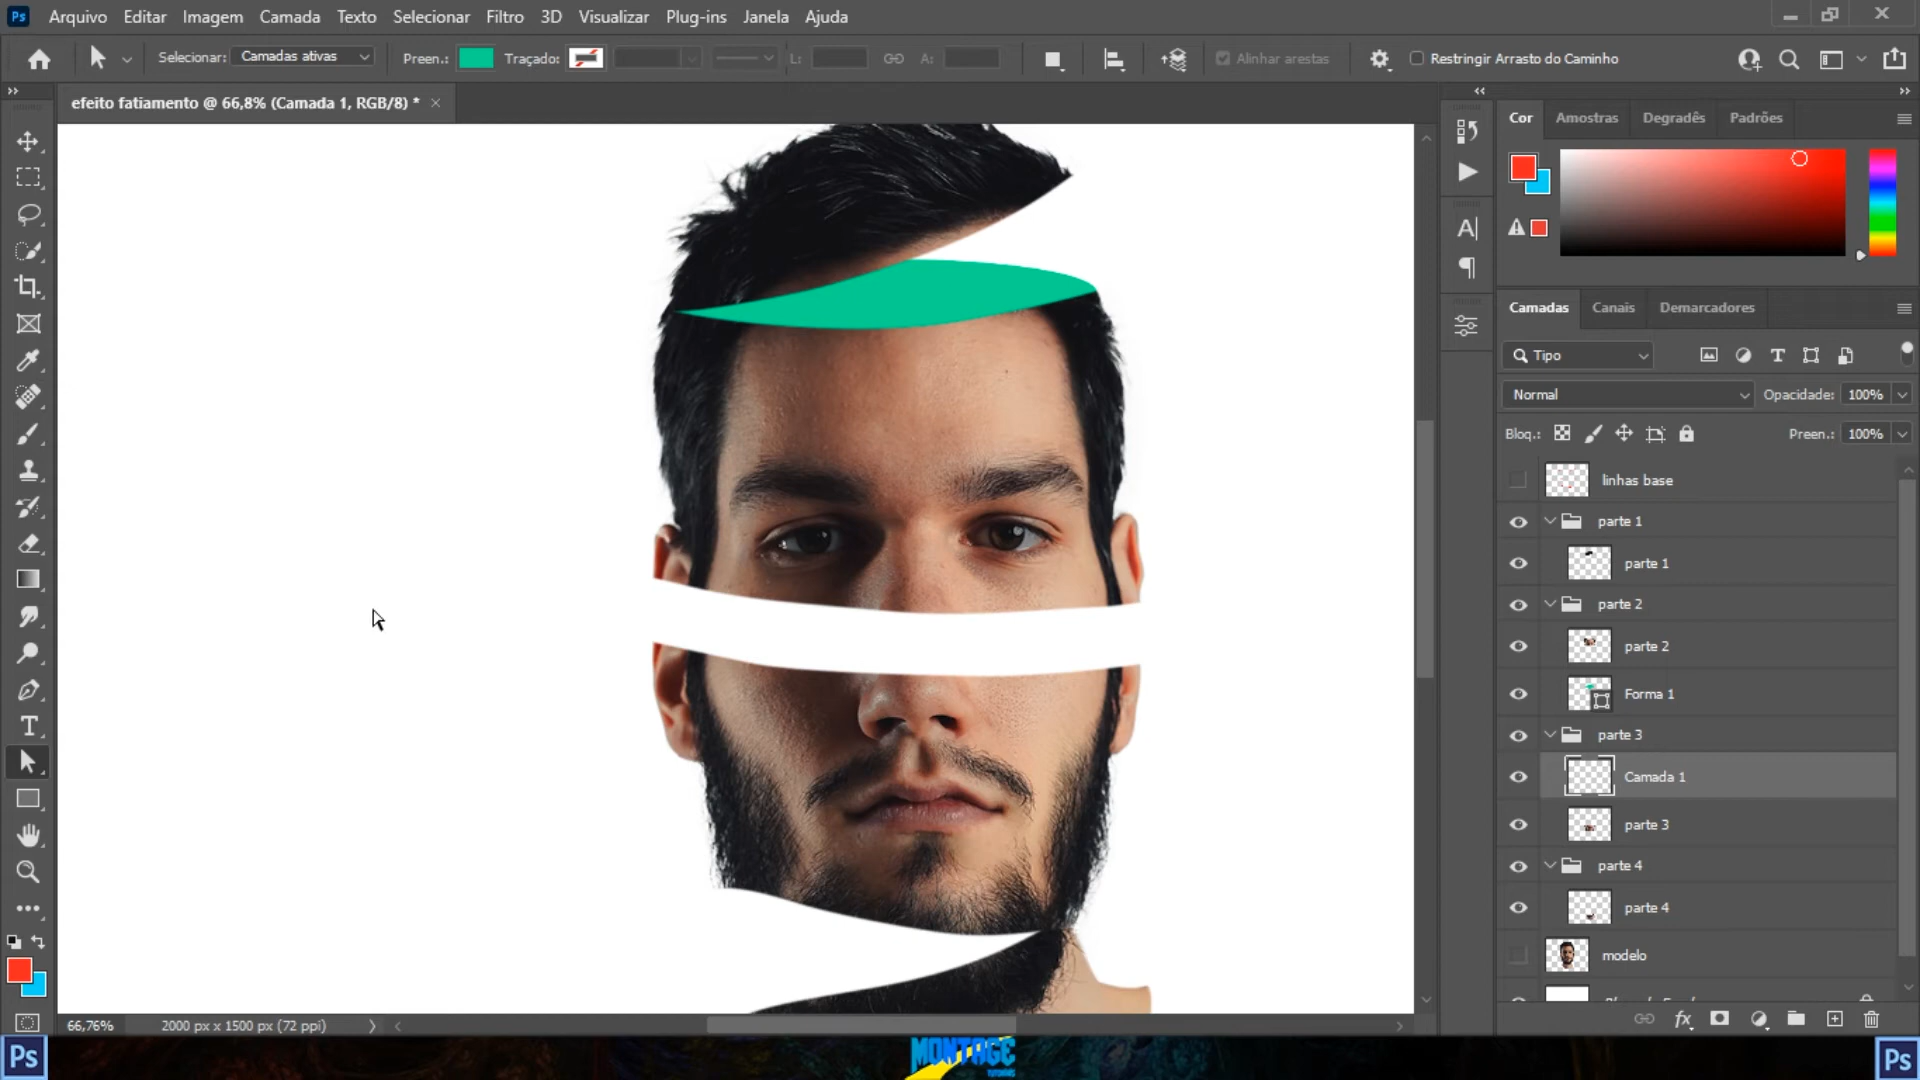 Ps Arquivo Editar Imagem Camada Texto Selecionar Filtro 3D Visualizar Plug-ins Janela Ajuda
Selecionar: Camadas ativas Preen.: Traçado: L: A: Alinhar arestas Restringir Arrasto do Caminho
efeito fatiamento @ 66,8% (Camada 1, RGB/8) *
Cor Amostras Degradês Padrões
Camadas Canais Demarcadores
Tipo
Normal Opacidade: 100%
Bloq.: Preen.: 100%
linhas base
parte 1
parte 1
parte 2
parte 2
Forma 1
parte 3
Camada 1
parte 3
parte 4
parte 4
modelo
66,76% 2000 px x 1500 px (72 ppi)
Ps MONTAGE Ps
TUTORIAIS